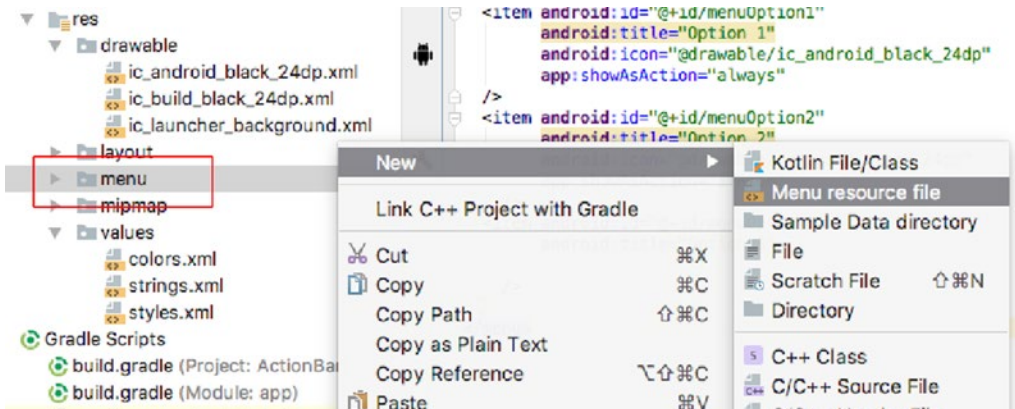 res
drawable
ic_android_black_24dp.xml
ic_build_black_24dp.xml
ic_launcher_background.xml
layout
menu
mipmap
values
colors.xml
strings.xml
styles.xml
Gradle Scripts
build.gradle (Project: ActionBa
build.gradle (Module: app)
<item android:id="@+id/menuOption1"
android:title="Option 1"
android:icon="@drawable/ic_android_black_24dp"
app:showAsAction="always"
/>
<item android:id="@+id/menuOption2"
android:title="Option 2"
New
Link C++ Project with Gradle
Cut ⌘X
Copy ⌘C
Copy Path ⇧⌘C
Copy as Plain Text
Copy Reference ⌥⇧⌘C
Paste ⌘V
Kotlin File/Class
Menu resource file
Sample Data directory
File
Scratch File ⇧⌘N
Directory
C++ Class
C/C++ Source File